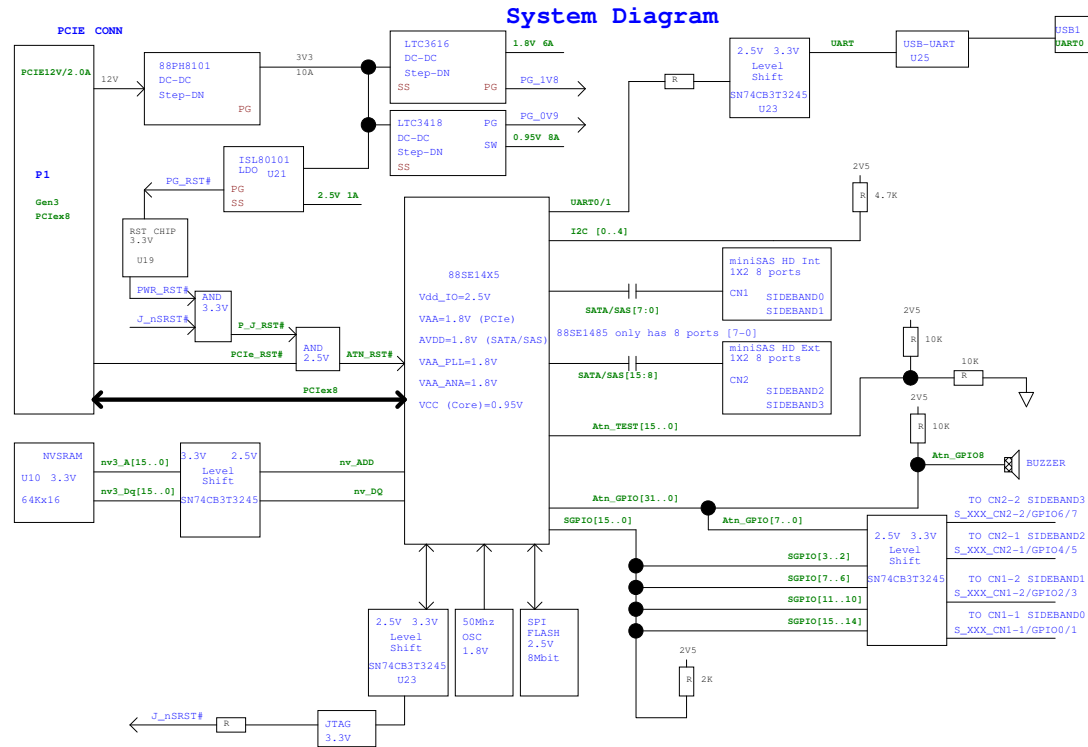 System Diagram
PCIE CONN
PCIE12V/2.0A
12V
P1
Gen3
PCIex8
88PH8101
DC-DC
Step-DN
PG
3V3
10A
LTC3616
DC-DC
Step-DN
SS
PG
1.8V 6A
PG_1V8
LTC3418
DC-DC
Step-DN
SS
PG
SW
PG_0V9
0.95V 8A
ISL80101
LDO
U21
PG
SS
PG_RST#
2.5V 1A
RST CHIP
3.3V
U19
PWR_RST#
J_nSRST#
AND
3.3V
P_J_RST#
PCIe_RST#
AND
2.5V
ATN_RST#
PCIex8
88SE14X5
Vdd_IO=2.5V
VAA=1.8V (PCIe)
AVDD=1.8V (SATA/SAS)
VAA_PLL=1.8V
VAA_ANA=1.8V
VCC (Core)=0.95V
UART0/1
I2C [0..4]
R
2.5V 3.3V
Level
Shift
SN74CB3T3245
U23
UART
USB-UART
U25
USB1
UART0
2V5
R 4.7K
SATA/SAS[7:0]
miniSAS HD Int
1X2 8 ports
CN1
SIDEBAND0
SIDEBAND1
88SE1485 only has 8 ports [7-0]
SATA/SAS[15:8]
miniSAS HD Ext
1X2 8 ports
CN2
SIDEBAND2
SIDEBAND3
2V5
R
10K
10K
R
Atn_TEST[15..0]
2V5
R 10K
Atn_GPIO8
BUZZER
NVSRAM
U10 3.3V
64Kx16
nv3_A[15..0]
nv3_Dq[15..0]
3.3V 2.5V
Level
Shift
SN74CB3T3245
nv_ADD
nv_DQ
Atn_GPIO[31..0]
SGPIO[15..0]
Atn_GPIO[7..0]
SGPIO[3..2]
SGPIO[7..6]
SGPIO[11..10]
SGPIO[15..14]
2.5V 3.3V
Level
Shift
SN74CB3T3245
TO CN2-2 SIDEBAND3
S_XXX_CN2-2/GPIO6/7
TO CN2-1 SIDEBAND2
S_XXX_CN2-1/GPIO4/5
TO CN1-2 SIDEBAND1
S_XXX_CN1-2/GPIO2/3
TO CN1-1 SIDEBAND0
S_XXX_CN1-1/GPIO0/1
2V5
R 2K
2.5V 3.3V
Level
Shift
SN74CB3T3245
U23
50Mhz
OSC
1.8V
SPI
FLASH
2.5V
8Mbit
J_nSRST#
R
JTAG
3.3V